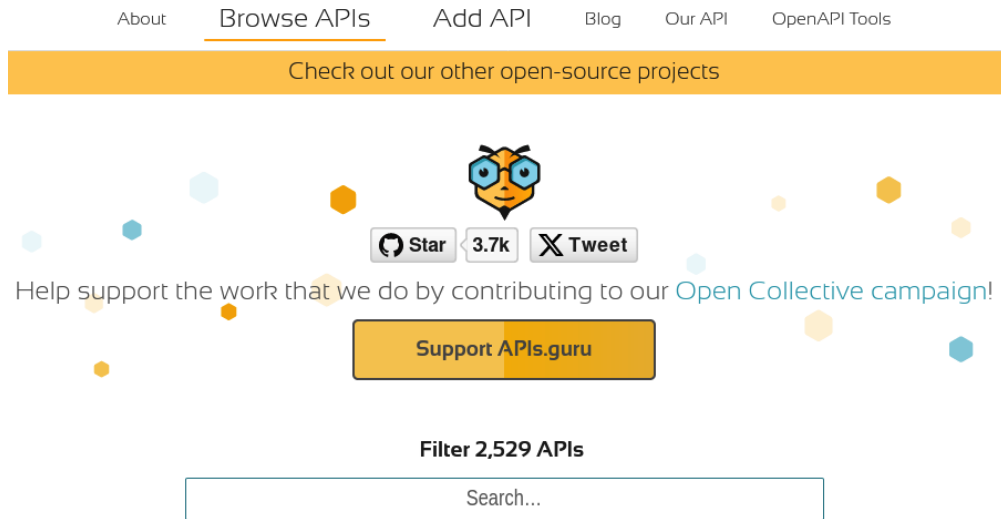 About Browse APIs Add API Blog Our API OpenAPI Tools
Check out our other open-source projects
Star 3.7k Tweet
Help support the work that we do by contributing to our Open Collective campaign!
Support APIs.guru
Filter 2,529 APIs
Search...